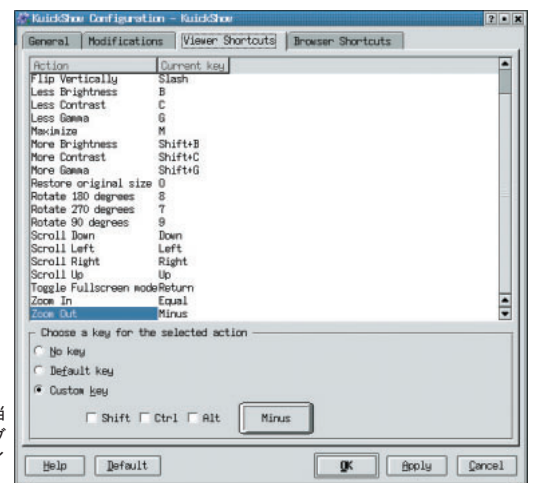 KuickShow Configuration - KuickShow
General Modifications Viewer Shortcuts Browser Shortcuts
Action Current key
Flip Vertically Slash
Less Brightness B
Less Contrast C
Less Gamma G
Maximize M
More Brightness Shift+B
More Contrast Shift+C
More Gamma Shift+G
Restore original size O
Rotate 180 degrees 8
Rotate 270 degrees 7
Rotate 90 degrees 9
Scroll Down Down
Scroll Left Left
Scroll Right Right
Scroll Up Up
Toggle Fullscreen mode Return
Zoom In Equal
Zoom Out Minus
Choose a key for the selected action
No key
Default key
Custom key
Shift Ctrl Alt Minus
Help Default OK Apply Cancel